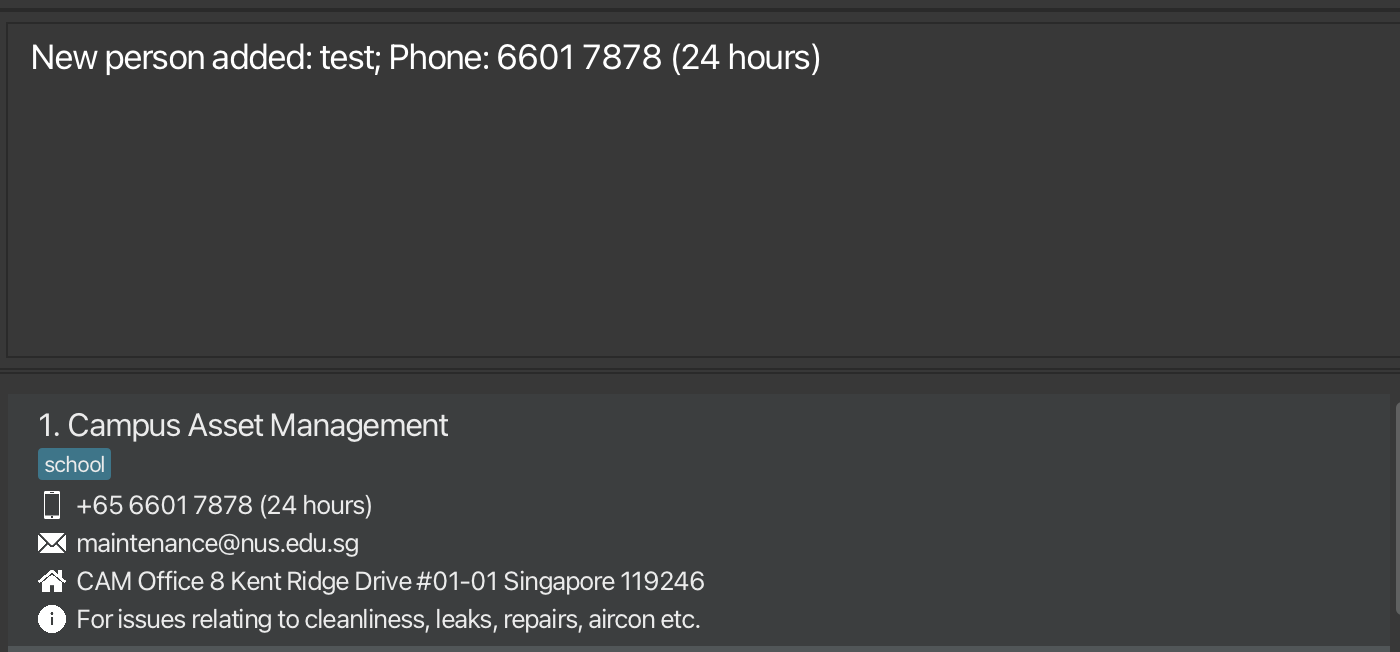 New person added: test; Phone: 6601 7878 (24 hours)
1. Campus Asset Management
school
+65 6601 7878 (24 hours)
maintenance@nus.edu.sg
CAM Office 8 Kent Ridge Drive #01-01 Singapore 119246
For issues relating to cleanliness, leaks, repairs, aircon etc.